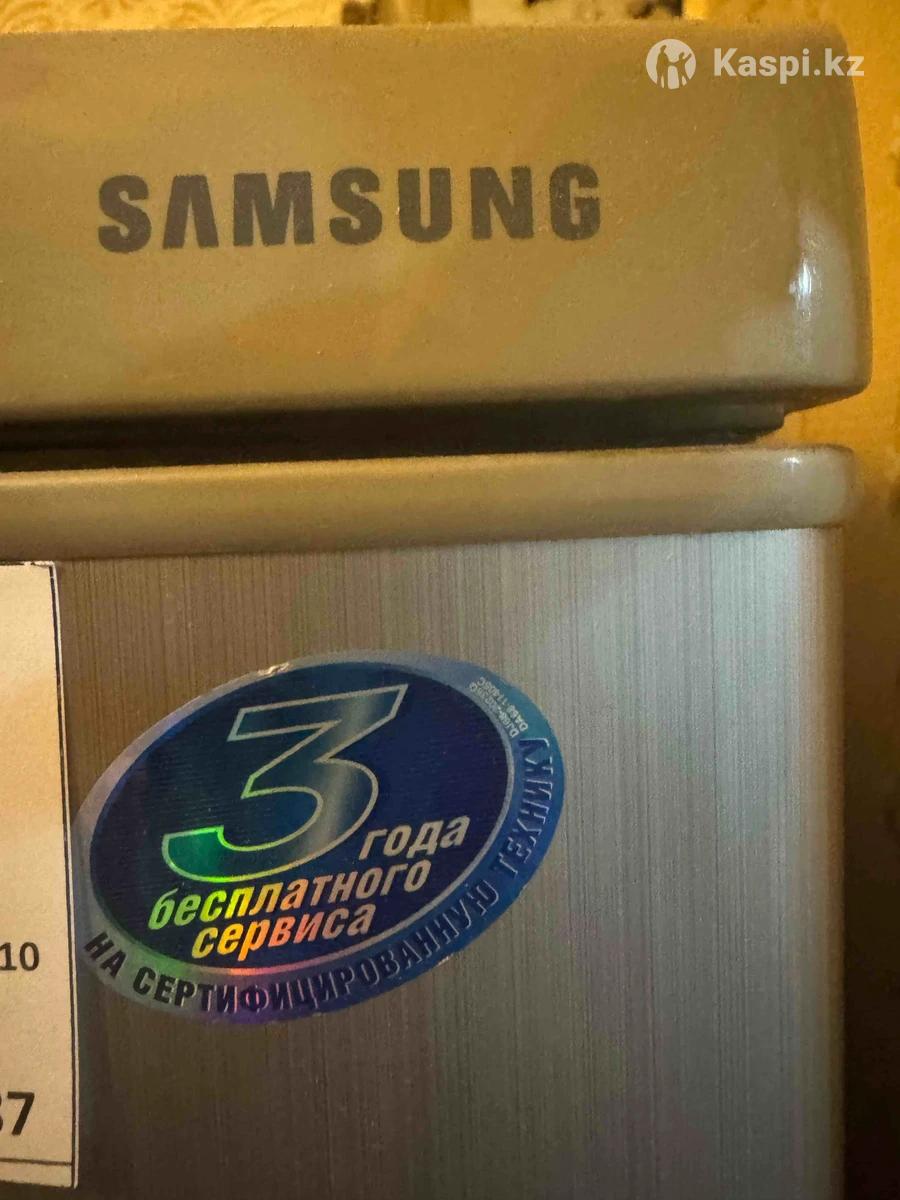 Kaspi.kz
SAMSUNG
3
года
бесплатного
сервиса
НА СЕРТИФИЦИРОВАННУЮ ТЕХНИКУ
10
37